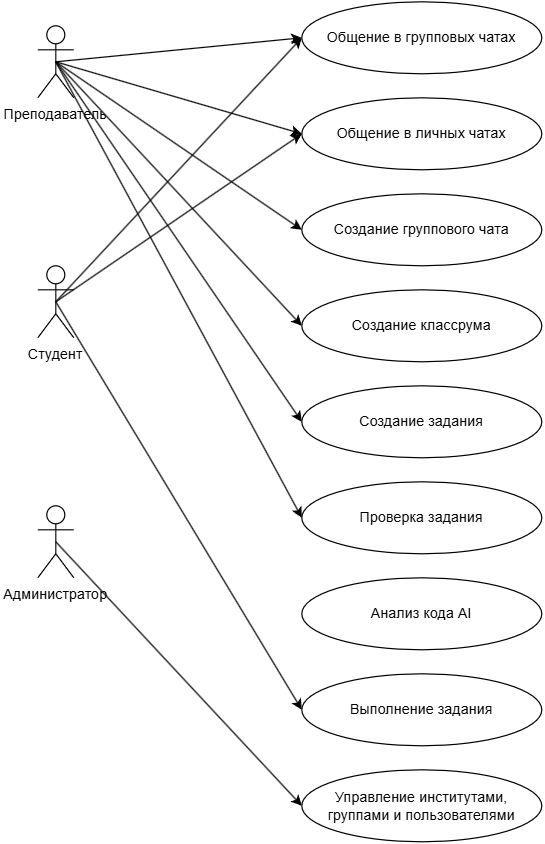 Общение в групповых чатах
Преподаватель
Общение в личных чатах
Создание группового чата
Создание классрума
Студент
Создание задания
Проверка задания
Администратор
Анализ кода AI
Выполнение задания
Управление институтами,
группами и пользователями